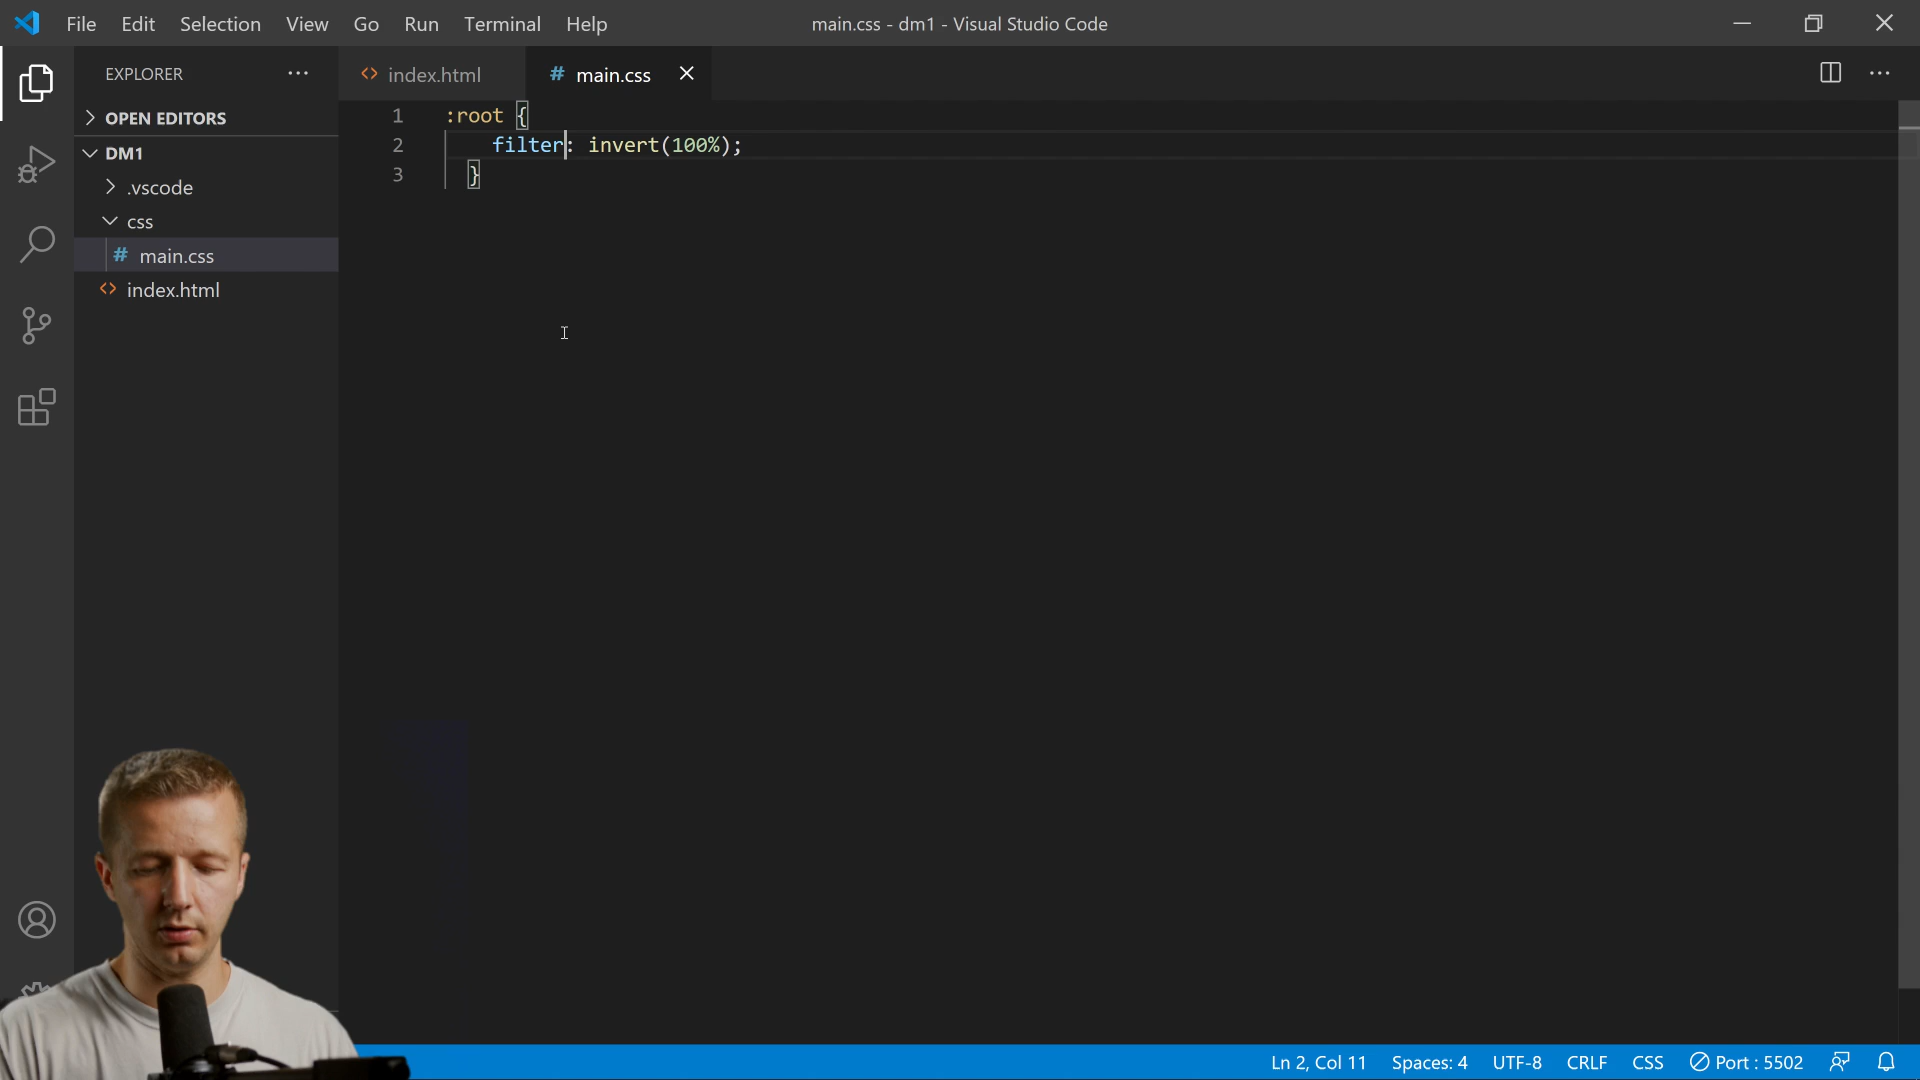 File Edit Selection View Go Run Terminal Help
main.css - dm1 - Visual Studio Code
EXPLORER
OPEN EDITORS
DM1
.vscode
css
# main.css
<> index.html
<> index.html
# main.css
1 :root {
2 filter: invert(100%);
3 }
Ln 2, Col 11 Spaces: 4 UTF-8 CRLF CSS Port : 5502